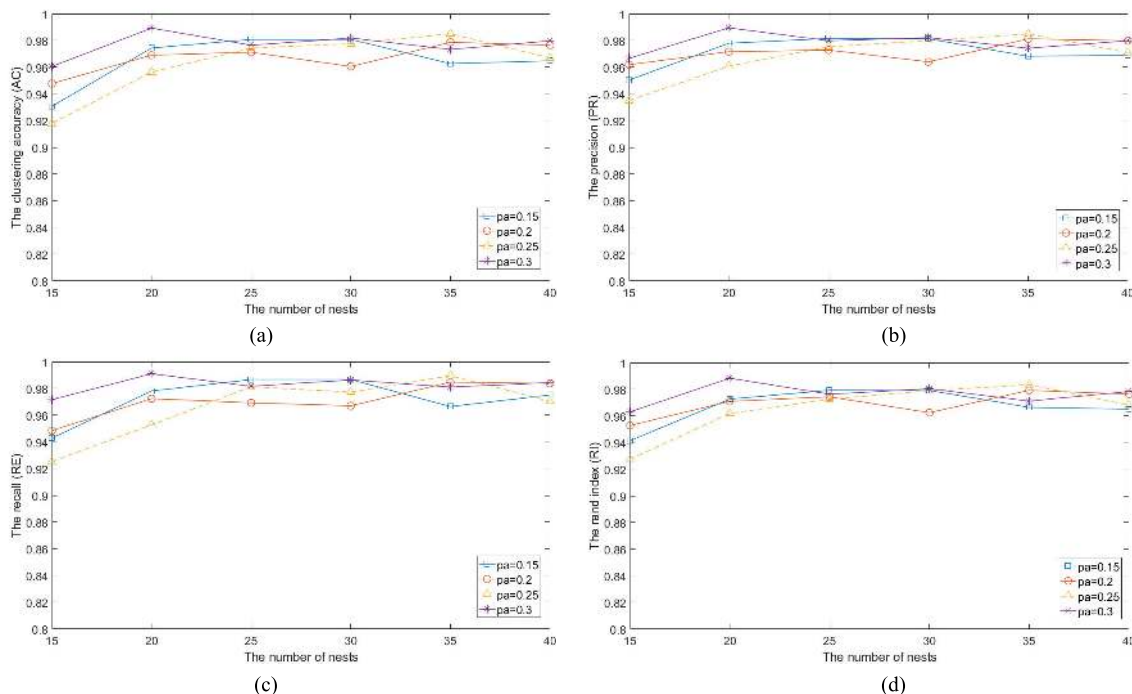 1
0.98
0.96
0.94
0.92
0.9
0.88
0.86
0.84
0.82
0.8
The clustering accuracy (AC)
15
20
25
30
35
40
The number of nests
pa=0.15
pa=0.2
pa=0.25
pa=0.3
(a)
1
0.98
0.96
0.94
0.92
0.9
0.88
0.86
0.84
0.82
0.8
The precision (PR)
15
20
25
30
35
40
The number of nests
pa=0.15
pa=0.2
pa=0.25
pa=0.3
(b)
1
0.98
0.96
0.94
0.92
0.9
0.88
0.86
0.84
0.82
0.8
The recall (RE)
15
20
25
30
35
40
The number of nests
pa=0.15
pa=0.2
pa=0.25
pa=0.3
(c)
1
0.98
0.96
0.94
0.92
0.9
0.88
0.86
0.84
0.82
0.8
The rand index (RI)
15
20
25
30
35
40
The number of nests
pa=0.15
pa=0.2
pa=0.25
pa=0.3
(d)